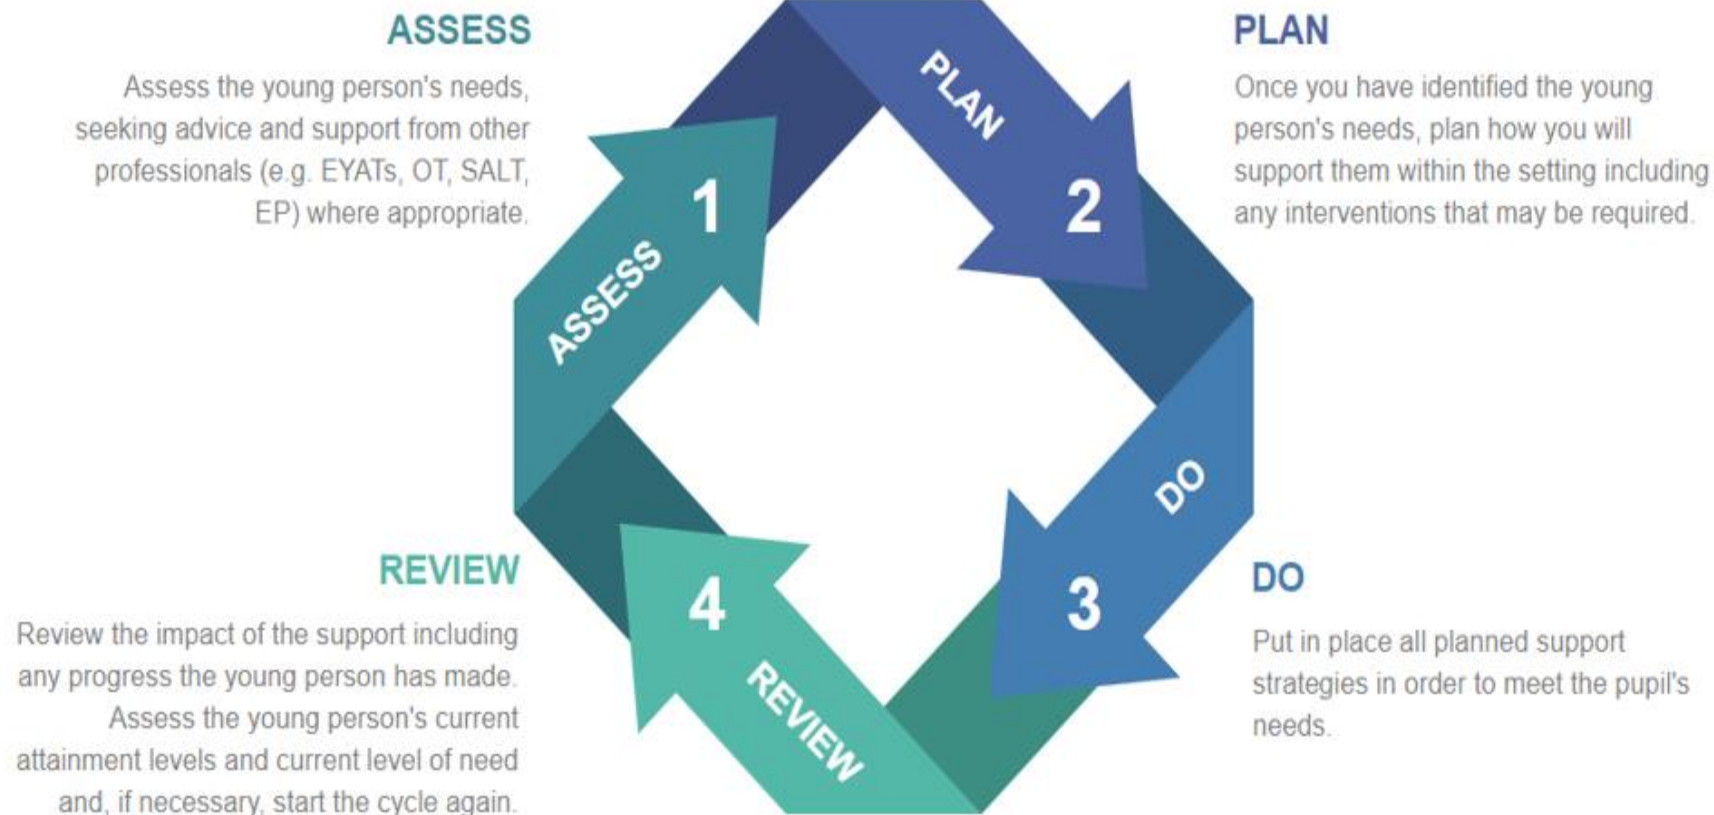 ASSESS
Assess the young person's needs,
seeking advice and support from other
professionals (e.g. EYATs, OT, SALT,
EP) where appropriate.
PLAN
Once you have identified the young
person's needs, plan how you will
support them within the setting including
any interventions that may be required.
ASSESS
1
PLAN
2
DO
3
REVIEW
4
DO
Put in place all planned support
strategies in order to meet the pupil's
needs.
REVIEW
Review the impact of the support including
any progress the young person has made.
Assess the young person's current
attainment levels and current level of need
and, if necessary, start the cycle again.